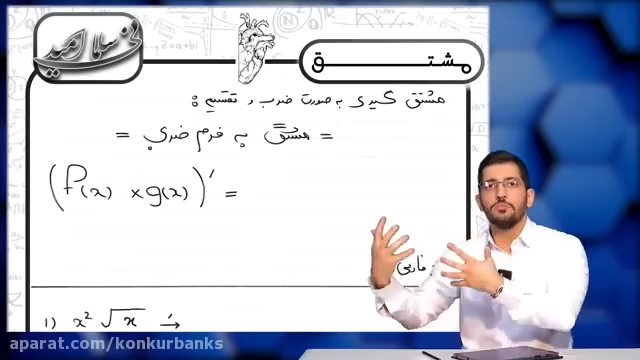 مشتق
مشتق گیری به صورت ضرب و تقسیم :
= مشتق به فرم ضرب =
(f(x) × g(x))′ =
1) x² √x →′
aparat.com/konkurbanks